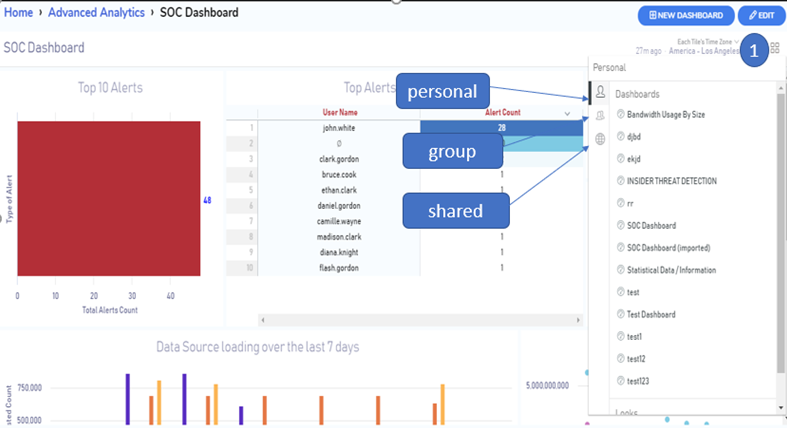 Home › Advanced Analytics › SOC Dashboard
NEW DASHBOARD
EDIT
SOC Dashboard
Each Tile's Time Zone
27m ago
America - Los Angeles
1
Personal
Top 10 Alerts
Type of Alert
48
0 10 20 30 40
Total Alerts Count
Top Alerts
User Name Alert Count
1 john.white 28
2 Ø
3 clark.gordon
4 bruce.cook 1
5 ethan.clark 1
6 daniel.gordon 1
7 camille.wayne 1
8 madison.clark 1
9 diana.knight 1
10 flash.gordon 1
personal
group
shared
Dashboards
Bandwidth Usage By Size
djbd
ekjd
INSIDER THREAT DETECTION
rr
SOC Dashboard
SOC Dashboard (imported)
Statistical Data / Information
test
Test Dashboard
test1
test12
test123
Looks
Data Source loading over the last 7 days
750,000
500,000
ted Count
5,000,000,000